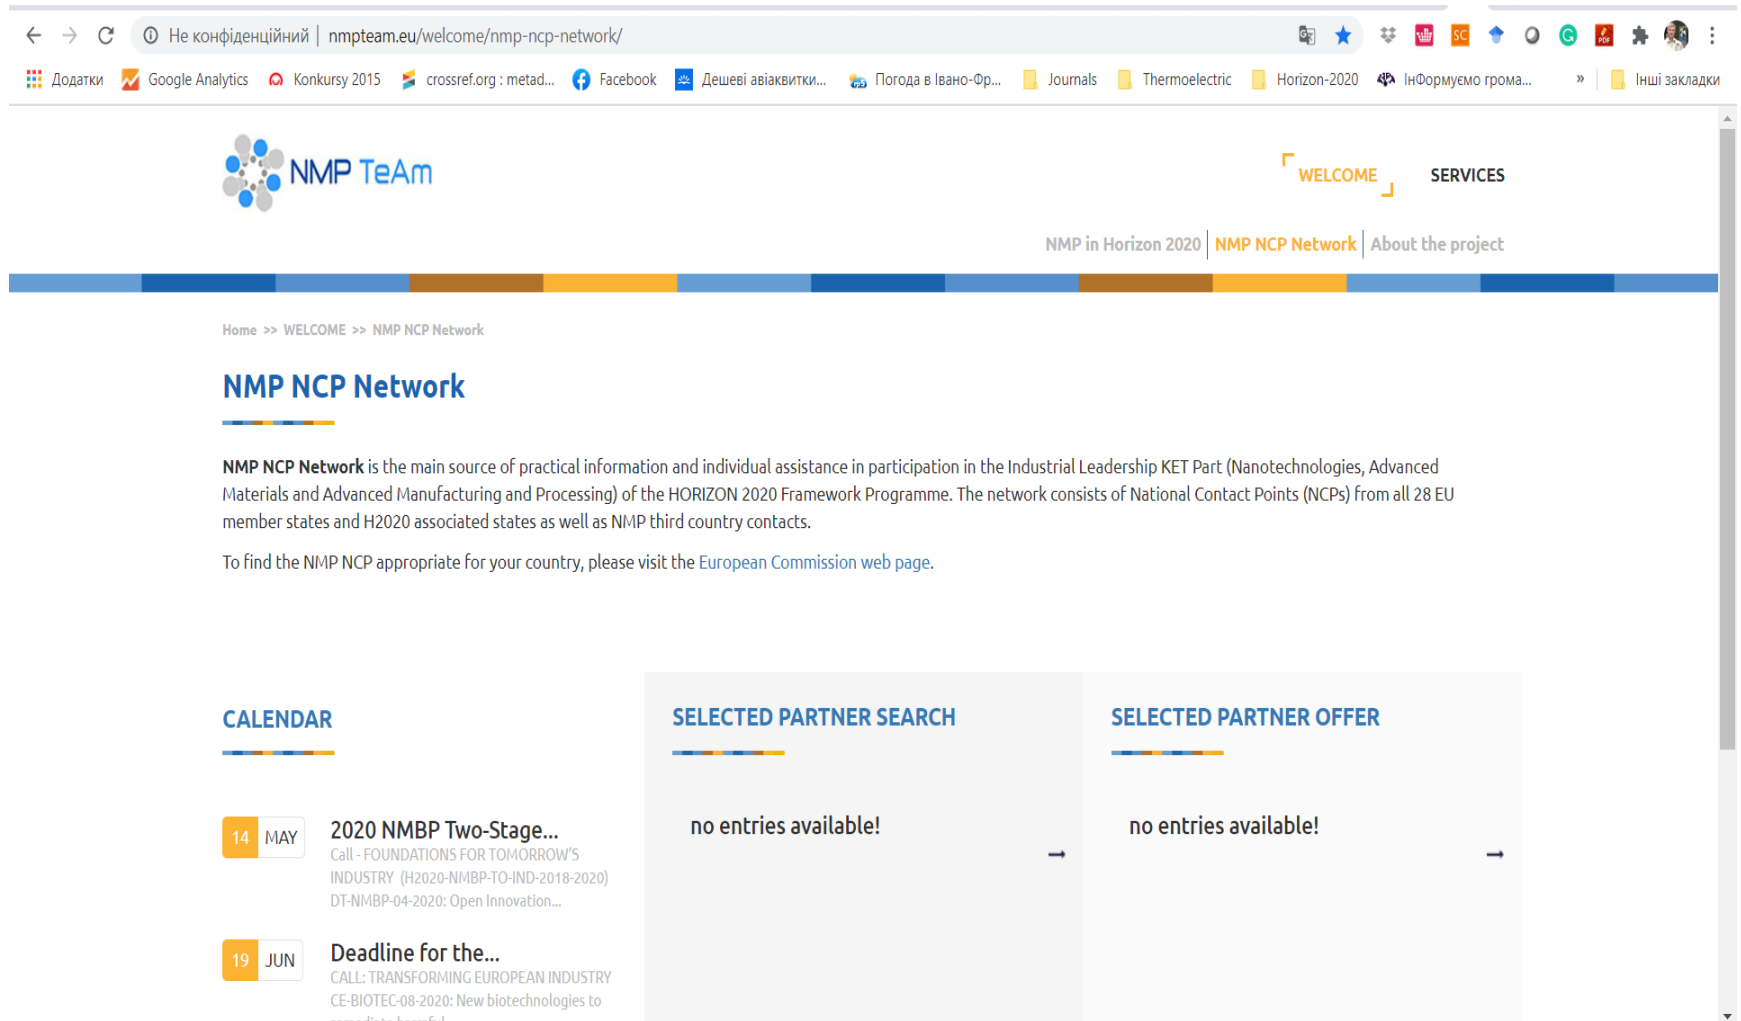 Не конфіденційний | nmpteam.eu/welcome/nmp-ncp-network/
Додатки Google Analytics Konkursy 2015 crossref.org : metad... Facebook Дешеві авіаквитки... Погода в Івано-Фр... Journals Thermoelectric Horizon-2020 ІнФормуємо грома... » Інші закладки
NMP TeAm
WELCOME SERVICES
NMP in Horizon 2020 | NMP NCP Network | About the project
Home >> WELCOME >> NMP NCP Network
NMP NCP Network
NMP NCP Network is the main source of practical information and individual assistance in participation in the Industrial Leadership KET Part (Nanotechnologies, Advanced
Materials and Advanced Manufacturing and Processing) of the HORIZON 2020 Framework Programme. The network consists of National Contact Points (NCPs) from all 28 EU
member states and H2020 associated states as well as NMP third country contacts.
To find the NMP NCP appropriate for your country, please visit the European Commission web page.
CALENDAR
14 MAY 2020 NMBP Two-Stage...
Call - FOUNDATIONS FOR TOMORROW'S
INDUSTRY (H2020-NMBP-TO-IND-2018-2020)
DT-NMBP-04-2020: Open Innovation...
19 JUN Deadline for the...
CALL: TRANSFORMING EUROPEAN INDUSTRY
CE-BIOTEC-08-2020: New biotechnologies to
SELECTED PARTNER SEARCH
no entries available!
SELECTED PARTNER OFFER
no entries available!